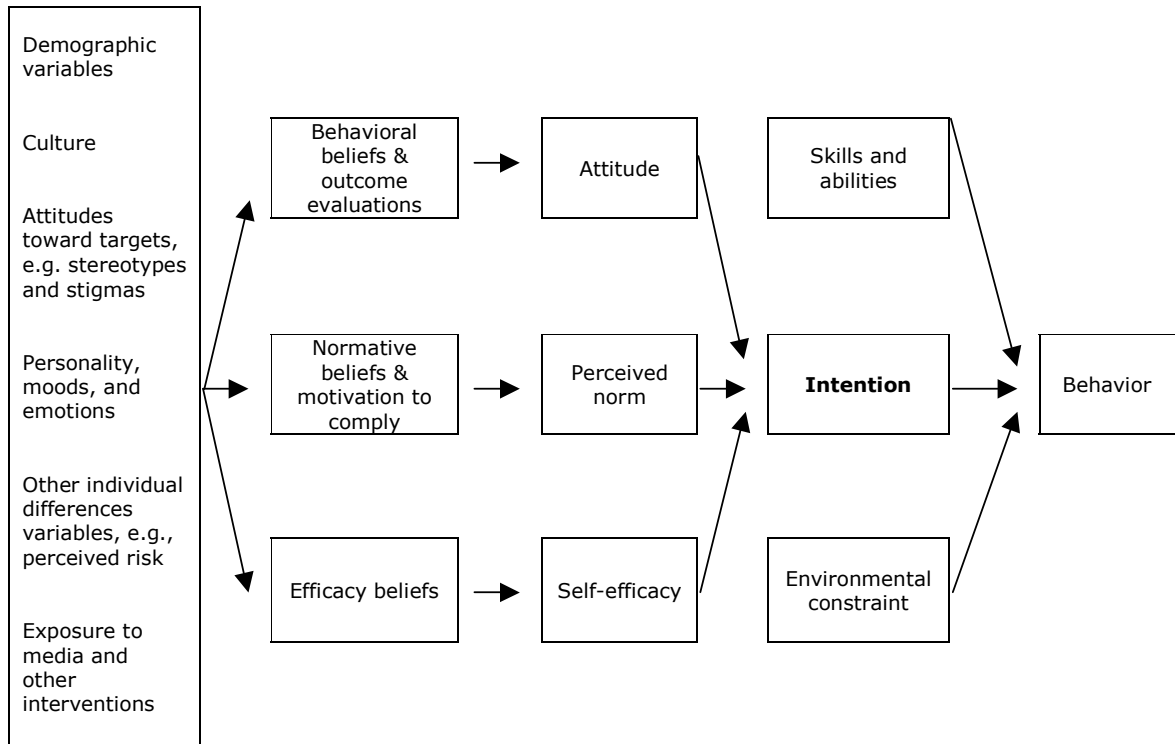 Demographic
variables
Culture
Attitudes
toward targets,
e.g. stereotypes
and stigmas
Personality,
moods, and
emotions
Other individual
differences
variables, e.g.,
perceived risk
Exposure to
media and
other
interventions
Behavioral
beliefs &
outcome
evaluations
Attitude
Skills and
abilities
Normative
beliefs &
motivation to
comply
Perceived
norm
Intention
Behavior
Efficacy beliefs
Self-efficacy
Environmental
constraint